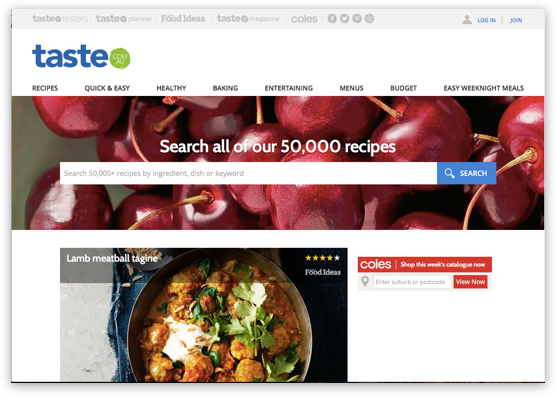 taste testers taste planner Food Ideas taste magazine coles LOG IN JOIN
taste .COM .AU
RECIPES QUICK & EASY HEALTHY BAKING ENTERTAINING MENUS BUDGET EASY WEEKNIGHT MEALS
Search all of our 50,000 recipes
Search 50,000+ recipes by ingredient, dish or keyword SEARCH
Lamb meatball tagine
Food Ideas
coles Shop this week's catalogue now
Enter suburb or postcode View Now